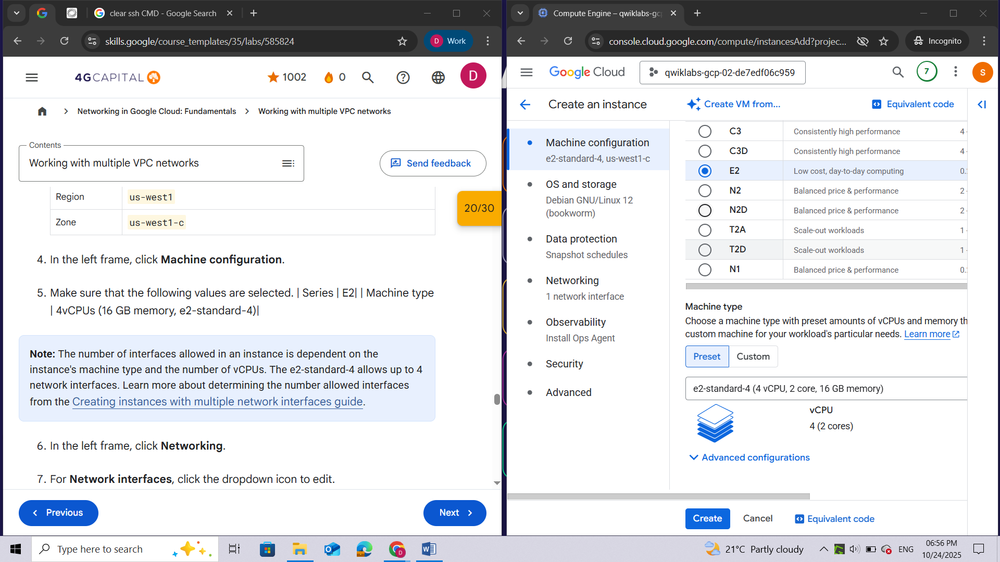 clear ssh CMD - Google Search
skills.google/course_templates/35/labs/585824
D
Work
4GCAPITAL
1002
0
D
Networking in Google Cloud: Fundamentals
Working with multiple VPC networks
Contents
Working with multiple VPC networks
Send feedback
Region
us-west1
20/30
Zone
us-west1-c
4. In the left frame, click Machine configuration.
5. Make sure that the following values are selected. | Series | E2| | Machine type
| 4vCPUs (16 GB memory, e2-standard-4)|
Note: The number of interfaces allowed in an instance is dependent on the
instance's machine type and the number of vCPUs. The e2-standard-4 allows up to 4
network interfaces. Learn more about determining the number allowed interfaces
from the Creating instances with multiple network interfaces guide.
6. In the left frame, click Networking.
7. For Network interfaces, click the dropdown icon to edit.
Previous
Next
Compute Engine – qwiklabs-gc
console.cloud.google.com/compute/instancesAdd?projec...
Incognito
Google Cloud
qwiklabs-gcp-02-de7edf06c959
7
S
Create an instance
Create VM from...
Equivalent code
Machine configuration
e2-standard-4, us-west1-c
OS and storage
Debian GNU/Linux 12
(bookworm)
Data protection
Snapshot schedules
Networking
1 network interface
Observability
Install Ops Agent
Security
Advanced
C3 Consistently high performance 4
C3D Consistently high performance 4
E2 Low cost, day-to-day computing 0.
N2 Balanced price & performance 2
N2D Balanced price & performance 2
T2A Scale-out workloads 1
T2D Scale-out workloads 1
N1 Balanced price & performance 0.
Machine type
Choose a machine type with preset amounts of vCPUs and memory th
custom machine for your workload's particular needs. Learn more
Preset
Custom
e2-standard-4 (4 vCPU, 2 core, 16 GB memory)
vCPU
4 (2 cores)
Advanced configurations
Create
Cancel
Equivalent code
Type here to search
21°C Partly cloudy
ENG
06:56 PM
10/24/2025